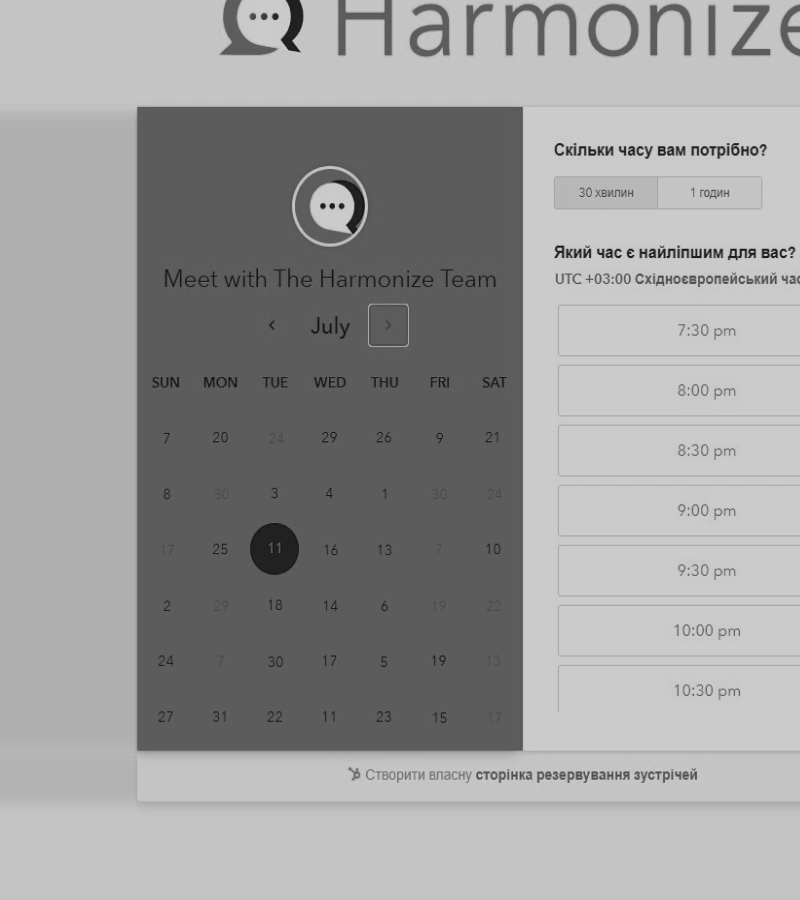 Harmonize
Meet with The Harmonize Team
July
SUN MON TUE WED THU FRI SAT
7 20 24 29 26 9 21
8 30 3 4 1 30 24
17 25 11 16 13 7 10
2 29 18 14 6 19 22
24 7 30 17 5 19 13
27 31 22 11 23 15 17
Скільки часу вам потрібно?
30 хвилин 1 годин
Який час є найліпшим для вас?
UTC +03:00 Східноєвропейський час
7:30 pm
8:00 pm
8:30 pm
9:00 pm
9:30 pm
10:00 pm
10:30 pm
Створити власну сторінка резервування зустрічей